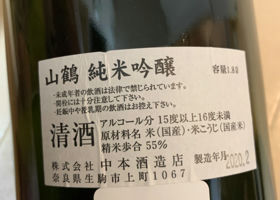 山鶴 純米吟醸
容量1.8ℓ
・未成年者の飲酒は法律で禁じられています。
・開栓には十分注意して下さい。
・妊娠中や授乳期の飲酒はお控え下さい。
清酒
アルコール分 15度以上16度未満
原材料名 米(国産)・米こうじ(国産米)
精米歩合 55%
株式会社 中本酒造店
奈良県生駒市上町1067
製造年月 2020.2